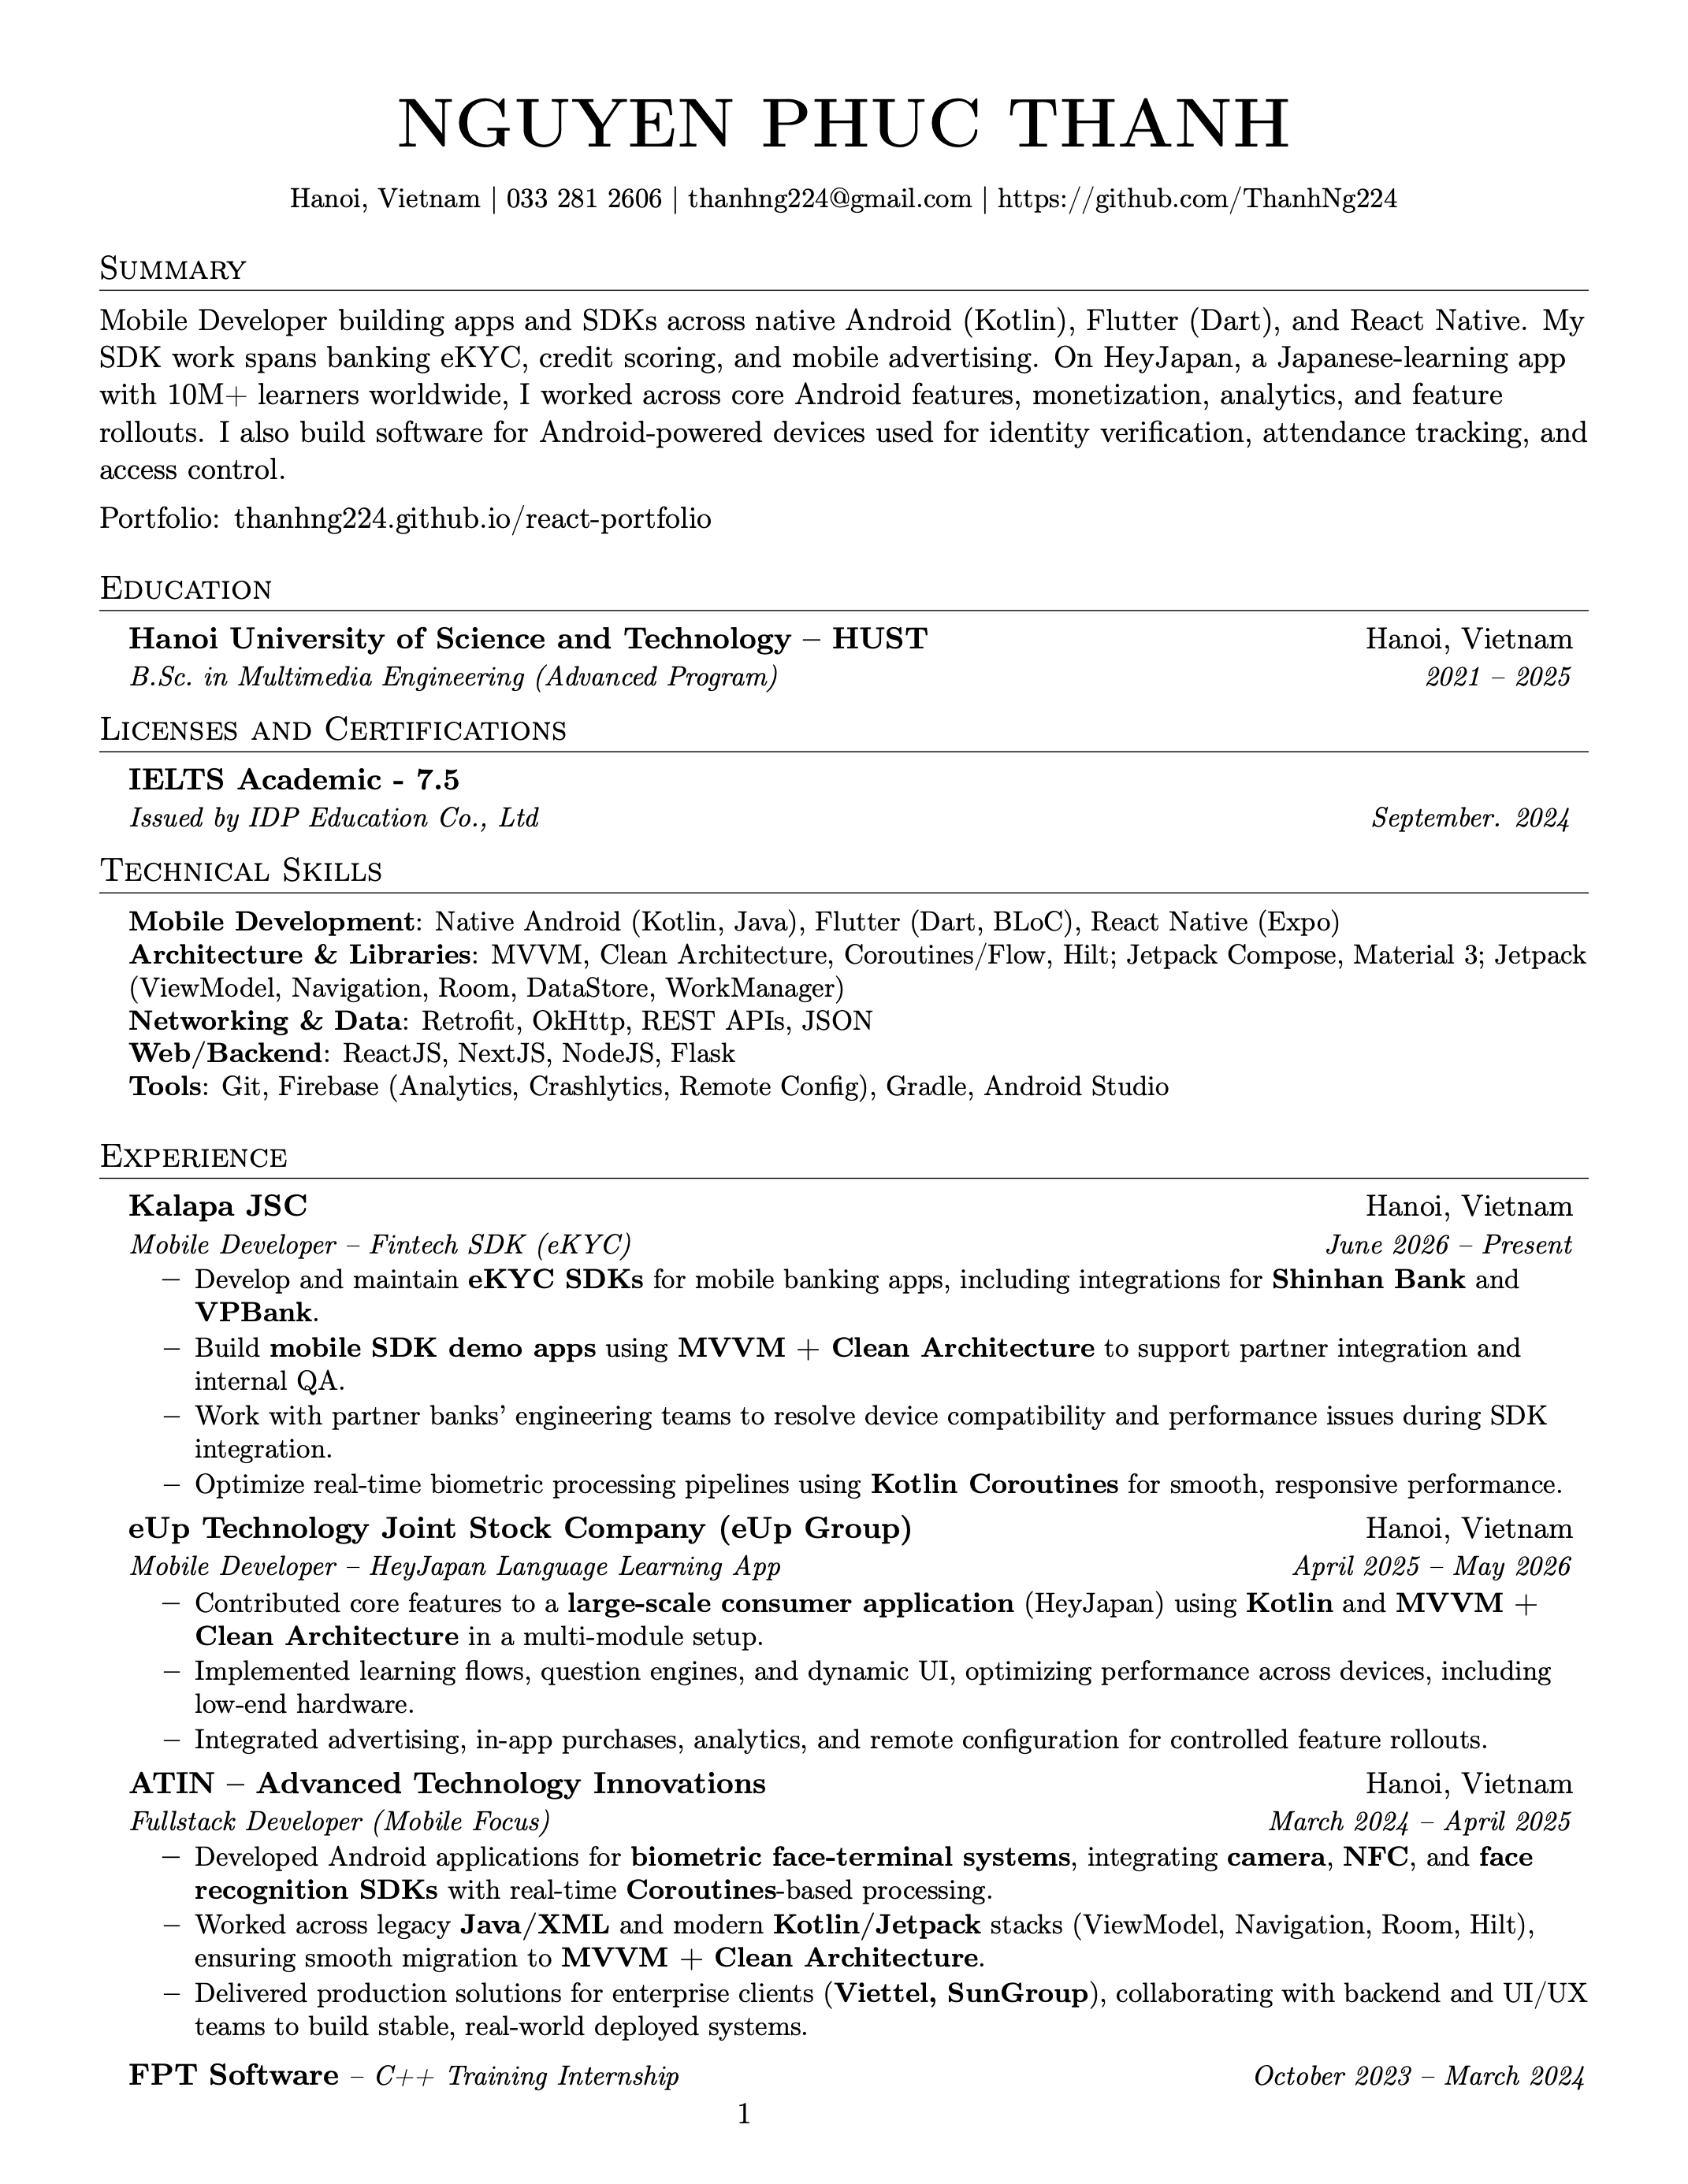 NGUYEN PHUC THANH
Hanoi, Vietnam | 033 281 2606 | thanhng224@gmail.com | https://github.com/ThanhNg224
Summary
Mobile Developer building apps and SDKs across native Android (Kotlin), Flutter (Dart), and React Native. My
SDK work spans banking eKYC, credit scoring, and mobile advertising. On HeyJapan, a Japanese-learning app
with 10M+ learners worldwide, I worked across core Android features, monetization, analytics, and feature
rollouts. I also build software for Android-powered devices used for identity verification, attendance tracking, and
access control.
Portfolio: thanhng224.github.io/react-portfolio
Education
Hanoi University of Science and Technology – HUST Hanoi, Vietnam
B.Sc. in Multimedia Engineering (Advanced Program) 2021 – 2025
Licenses and Certifications
IELTS Academic - 7.5
Issued by IDP Education Co., Ltd September. 2024
Technical Skills
Mobile Development: Native Android (Kotlin, Java), Flutter (Dart, BLoC), React Native (Expo)
Architecture & Libraries: MVVM, Clean Architecture, Coroutines/Flow, Hilt; Jetpack Compose, Material 3; Jetpack
(ViewModel, Navigation, Room, DataStore, WorkManager)
Networking & Data: Retrofit, OkHttp, REST APIs, JSON
Web/Backend: ReactJS, NextJS, NodeJS, Flask
Tools: Git, Firebase (Analytics, Crashlytics, Remote Config), Gradle, Android Studio
Experience
Kalapa JSC Hanoi, Vietnam
Mobile Developer – Fintech SDK (eKYC) June 2026 – Present
– Develop and maintain eKYC SDKs for mobile banking apps, including integrations for Shinhan Bank and
VPBank.
– Build mobile SDK demo apps using MVVM + Clean Architecture to support partner integration and
internal QA.
– Work with partner banks' engineering teams to resolve device compatibility and performance issues during SDK
integration.
– Optimize real-time biometric processing pipelines using Kotlin Coroutines for smooth, responsive performance.
eUp Technology Joint Stock Company (eUp Group) Hanoi, Vietnam
Mobile Developer – HeyJapan Language Learning App April 2025 – May 2026
– Contributed core features to a large-scale consumer application (HeyJapan) using Kotlin and MVVM +
Clean Architecture in a multi-module setup.
– Implemented learning flows, question engines, and dynamic UI, optimizing performance across devices, including
low-end hardware.
– Integrated advertising, in-app purchases, analytics, and remote configuration for controlled feature rollouts.
ATIN – Advanced Technology Innovations Hanoi, Vietnam
Fullstack Developer (Mobile Focus) March 2024 – April 2025
– Developed Android applications for biometric face-terminal systems, integrating camera, NFC, and face
recognition SDKs with real-time Coroutines-based processing.
– Worked across legacy Java/XML and modern Kotlin/Jetpack stacks (ViewModel, Navigation, Room, Hilt),
ensuring smooth migration to MVVM + Clean Architecture.
– Delivered production solutions for enterprise clients (Viettel, SunGroup), collaborating with backend and UI/UX
teams to build stable, real-world deployed systems.
FPT Software – C++ Training Internship October 2023 – March 2024
1